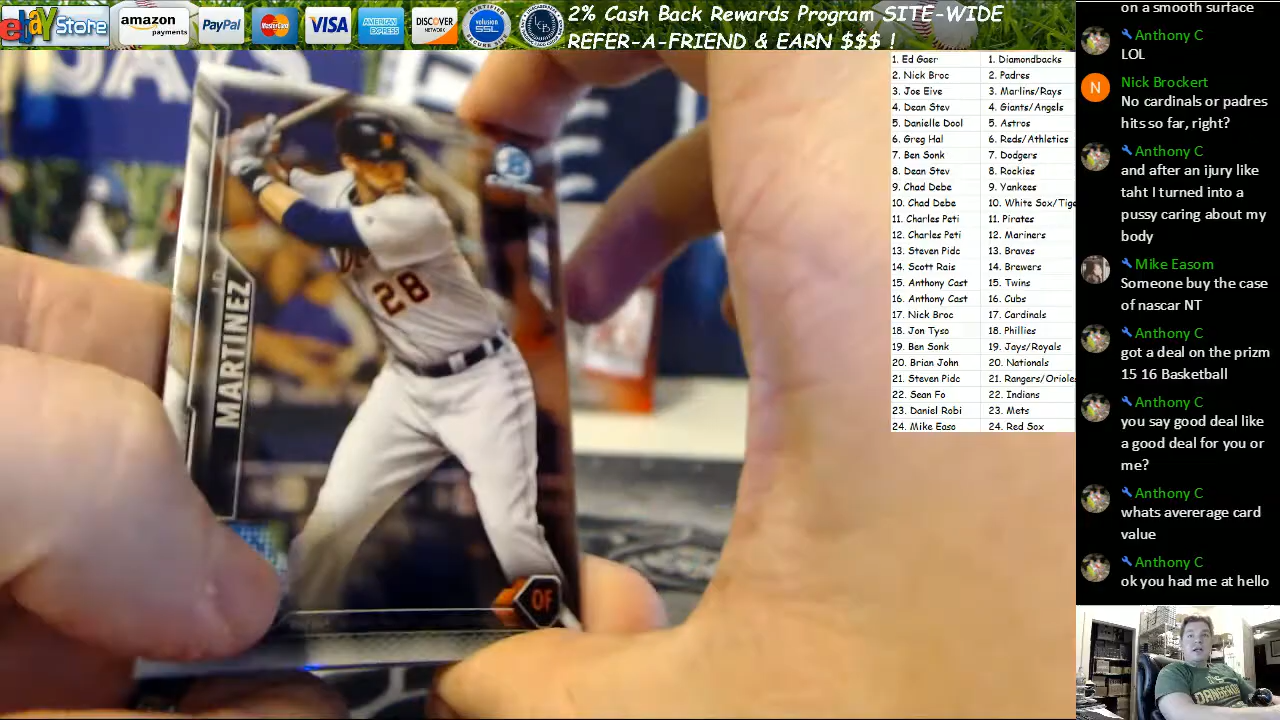 ebay Store
amazon payments
PayPal
MasterCard
VISA
AMERICAN EXPRESS
DISCOVER NETWORK
CERTIFIED volusion SSL SECURE SITE
2% Cash Back Rewards Program SITE-WIDE
REFER-A-FRIEND & EARN $$$ !
1. Ed Gaer 1. Diamondbacks
2. Nick Broc 2. Padres
3. Joe Eive 3. Marlins/Rays
4. Dean Stev 4. Giants/Angels
5. Danielle Dool 5. Astros
6. Greg Hal 6. Reds/Athletics
7. Ben Sonk 7. Dodgers
8. Dean Stev 8. Rockies
9. Chad Debe 9. Yankees
10. Chad Debe 10. White Sox/Tige
11. Charles Peti 11. Pirates
12. Charles Peti 12. Mariners
13. Steven Pidc 13. Braves
14. Scott Rais 14. Brewers
15. Anthony Cast 15. Twins
16. Anthony Cast 16. Cubs
17. Nick Broc 17. Cardinals
18. Jon Tyso 18. Phillies
19. Ben Sonk 19. Jays/Royals
20. Brian John 20. Nationals
21. Steven Pidc 21. Rangers/Oriole
22. Sean Fo 22. Indians
23. Daniel Robi 23. Mets
24. Mike Easo 24. Red Sox
on a smooth surface
Anthony C
LOL
N
Nick Brockert
No cardinals or padres
hits so far, right?
Anthony C
and after an ijury like
taht I turned into a
pussy caring about my
body
Mike Easom
Someone buy the case
of nascar NT
Anthony C
got a deal on the prizm
15 16 Basketball
Anthony C
you say good deal like
a good deal for you or
me?
Anthony C
whats avererage card
value
Anthony C
ok you had me at hello
J.D.
MARTINEZ
28
OF